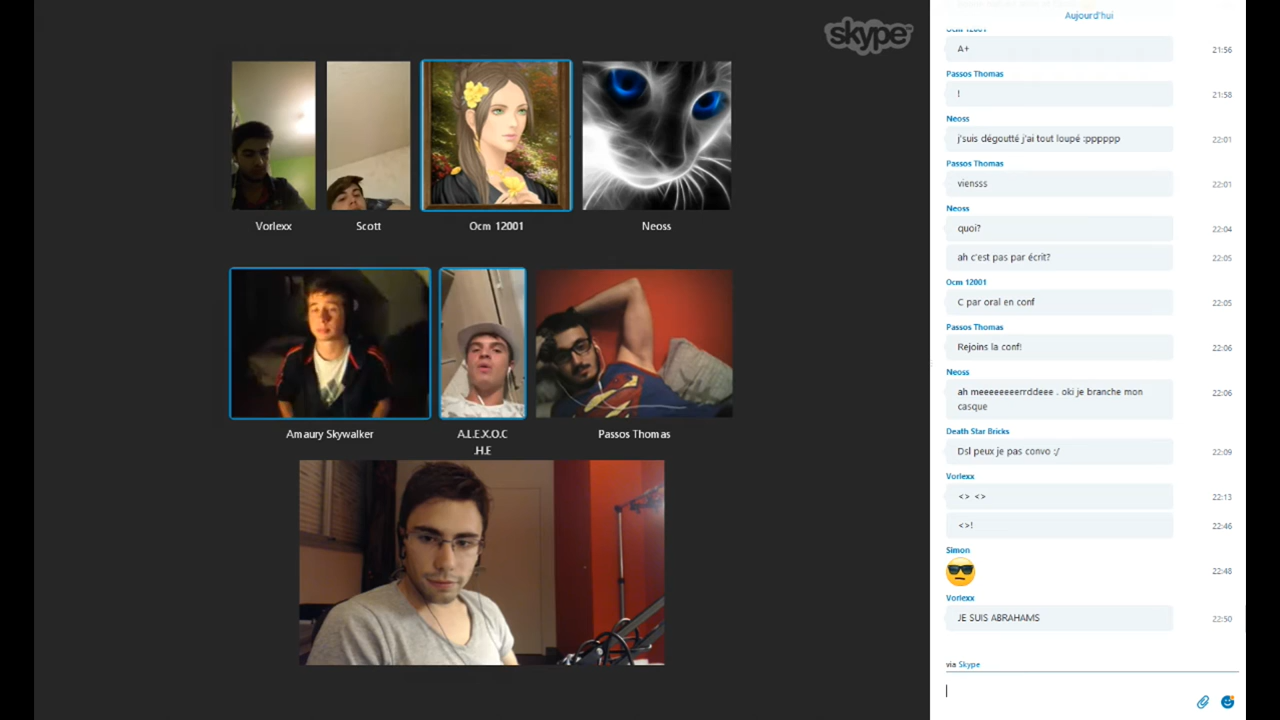 skype
Vorlexx
Scott
Ocm 12001
Neoss
Amaury Skywalker
A.L.E.X.O.C
.H.E
Passos Thomas
Aujourd'hui
Ocm 12001
A+
21:56
Passos Thomas
!
21:58
Neoss
j'suis dégoutté j'ai tout loupé :pppppp
22:01
Passos Thomas
viensss
22:01
Neoss
quoi?
22:04
ah c'est pas par écrit?
22:05
Ocm 12001
C par oral en conf
22:05
Passos Thomas
Rejoins la conf!
22:06
Neoss
ah meeeeeeeerrddeee . oki je branche mon
casque
22:06
Death Star Bricks
Dsl peux je pas convo :/
22:09
Vorlexx
<> <>
22:13
<>!
22:46
Simon
22:48
Vorlexx
JE SUIS ABRAHAMS
22:50
via Skype